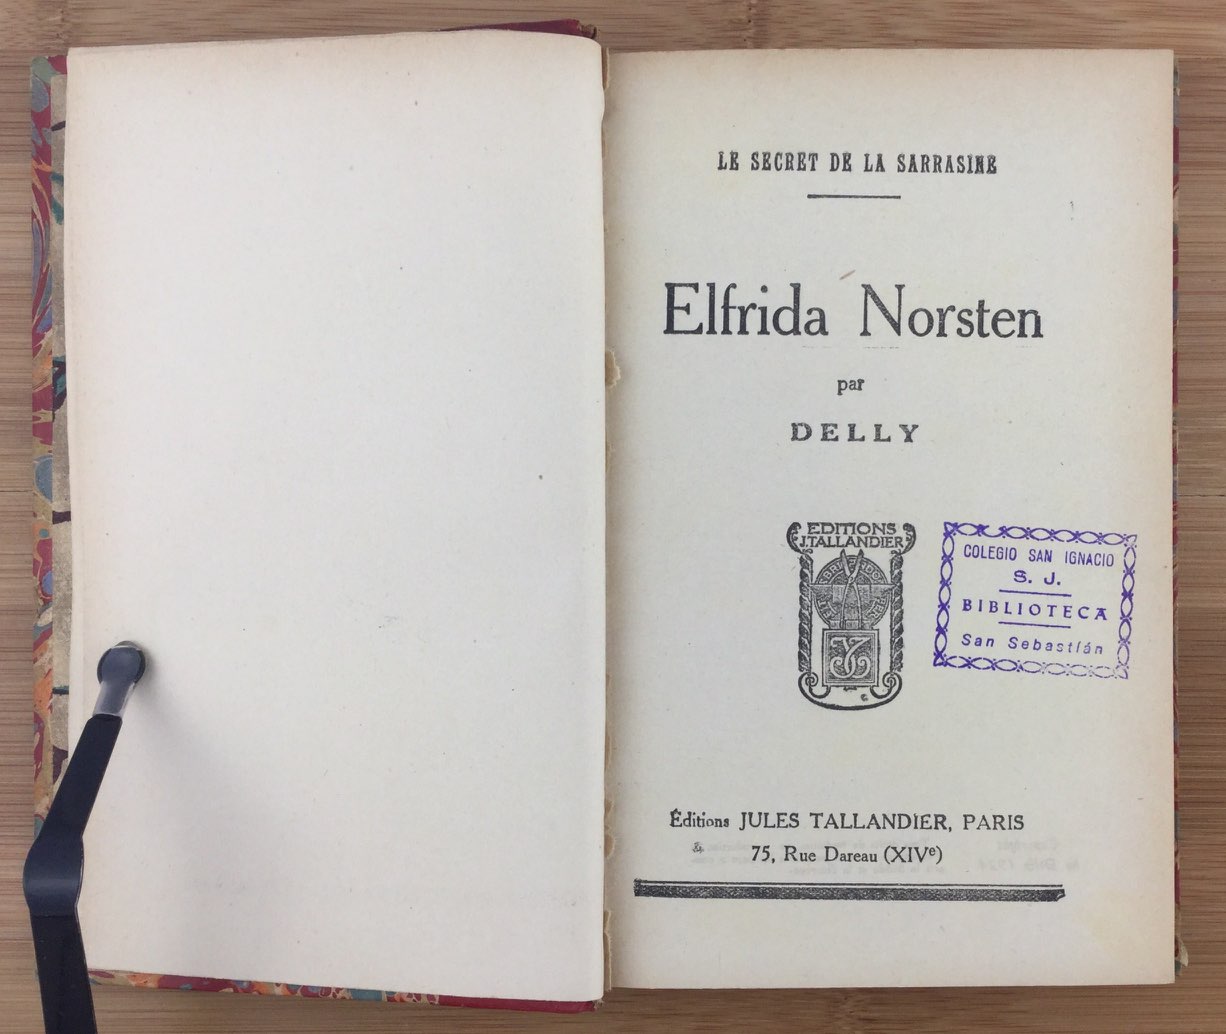 LE SECRET DE LA SARRASINE
Elfrida Norsten
par
DELLY
EDITIONS
J.TALLANDIER
COLEGIO SAN IGNACIO
S. J.
BIBLIOTECA
San Sebastián
Éditions JULES TALLANDIER, PARIS
75, Rue Dareau (XIVe)